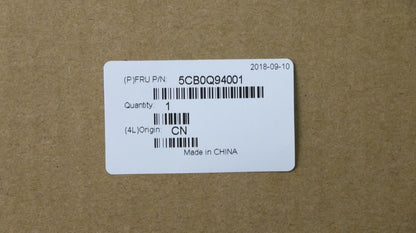 2018-09-10
(P)FRU P/N: 5CB0Q94001
Quantity: 1
(4L)Origin: CN
Made in CHINA